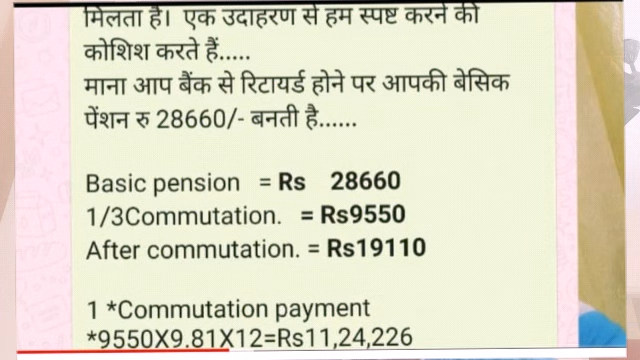 मिलता है। एक उदाहरण से हम स्पष्ट करने की
कोशिश करते हैं.....
माना आप बैंक से रिटायर्ड होने पर आपकी बेसिक
पेंशन रु 28660/- बनती है......
Basic pension = Rs 28660
1/3Commutation. = Rs9550
After commutation. = Rs19110
1 *Commutation payment
*9550X9.81X12=Rs11,24,226